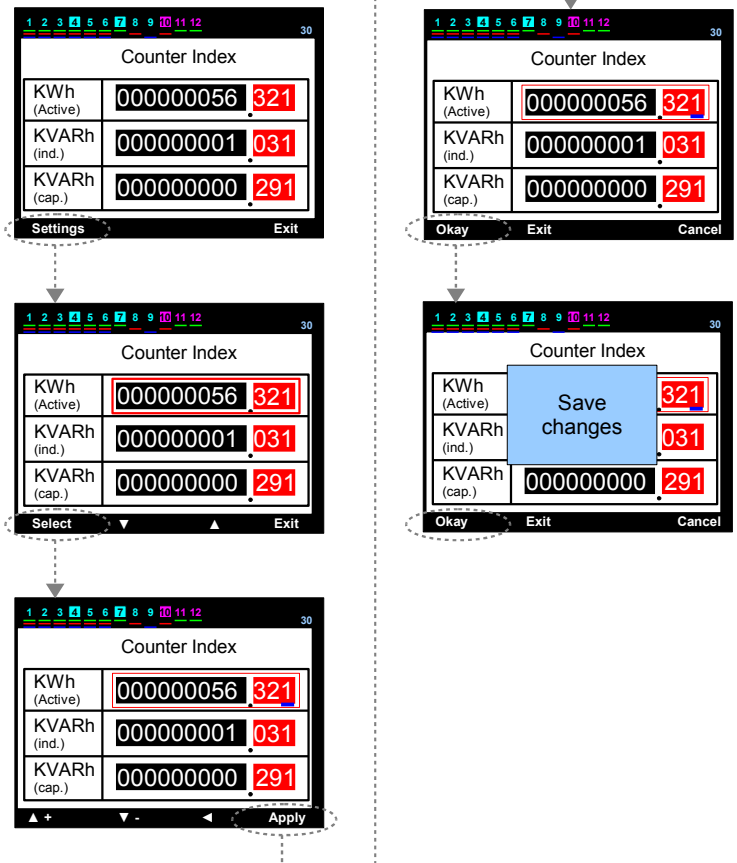 1 2 3 4 5 6 7 8 9 10 11 12
30
Counter Index
KWh
(Active)
000000056.321
KVARh
(ind.)
000000001.031
KVARh
(cap.)
000000000.291
Settings Exit
1 2 3 4 5 6 7 8 9 10 11 12
30
Counter Index
KWh
(Active)
000000056.321
KVARh
(ind.)
000000001.031
KVARh
(cap.)
000000000.291
Select ▼ ▲ Exit
1 2 3 4 5 6 7 8 9 10 11 12
30
Counter Index
KWh
(Active)
000000056.321
KVARh
(ind.)
000000001.031
KVARh
(cap.)
000000000.291
▲ + ▼ - ◄ Apply
1 2 3 4 5 6 7 8 9 10 11 12
30
Counter Index
KWh
(Active)
000000056.321
KVARh
(ind.)
000000001.031
KVARh
(cap.)
000000000.291
Okay Exit Cancel
1 2 3 4 5 6 7 8 9 10 11 12
30
Counter Index
KWh
(Active)
.321
KVARh
(ind.)
.031
Save
changes
KVARh
(cap.)
000000000.291
Okay Exit Cancel